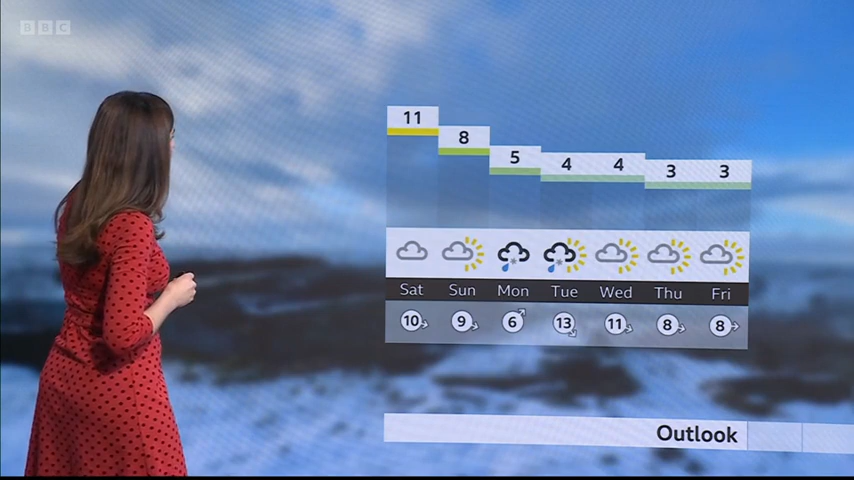 BBC
11 8 5 4 4 3 3
Sat Sun Mon Tue Wed Thu Fri
10 9 6 13 11 8 8
Outlook